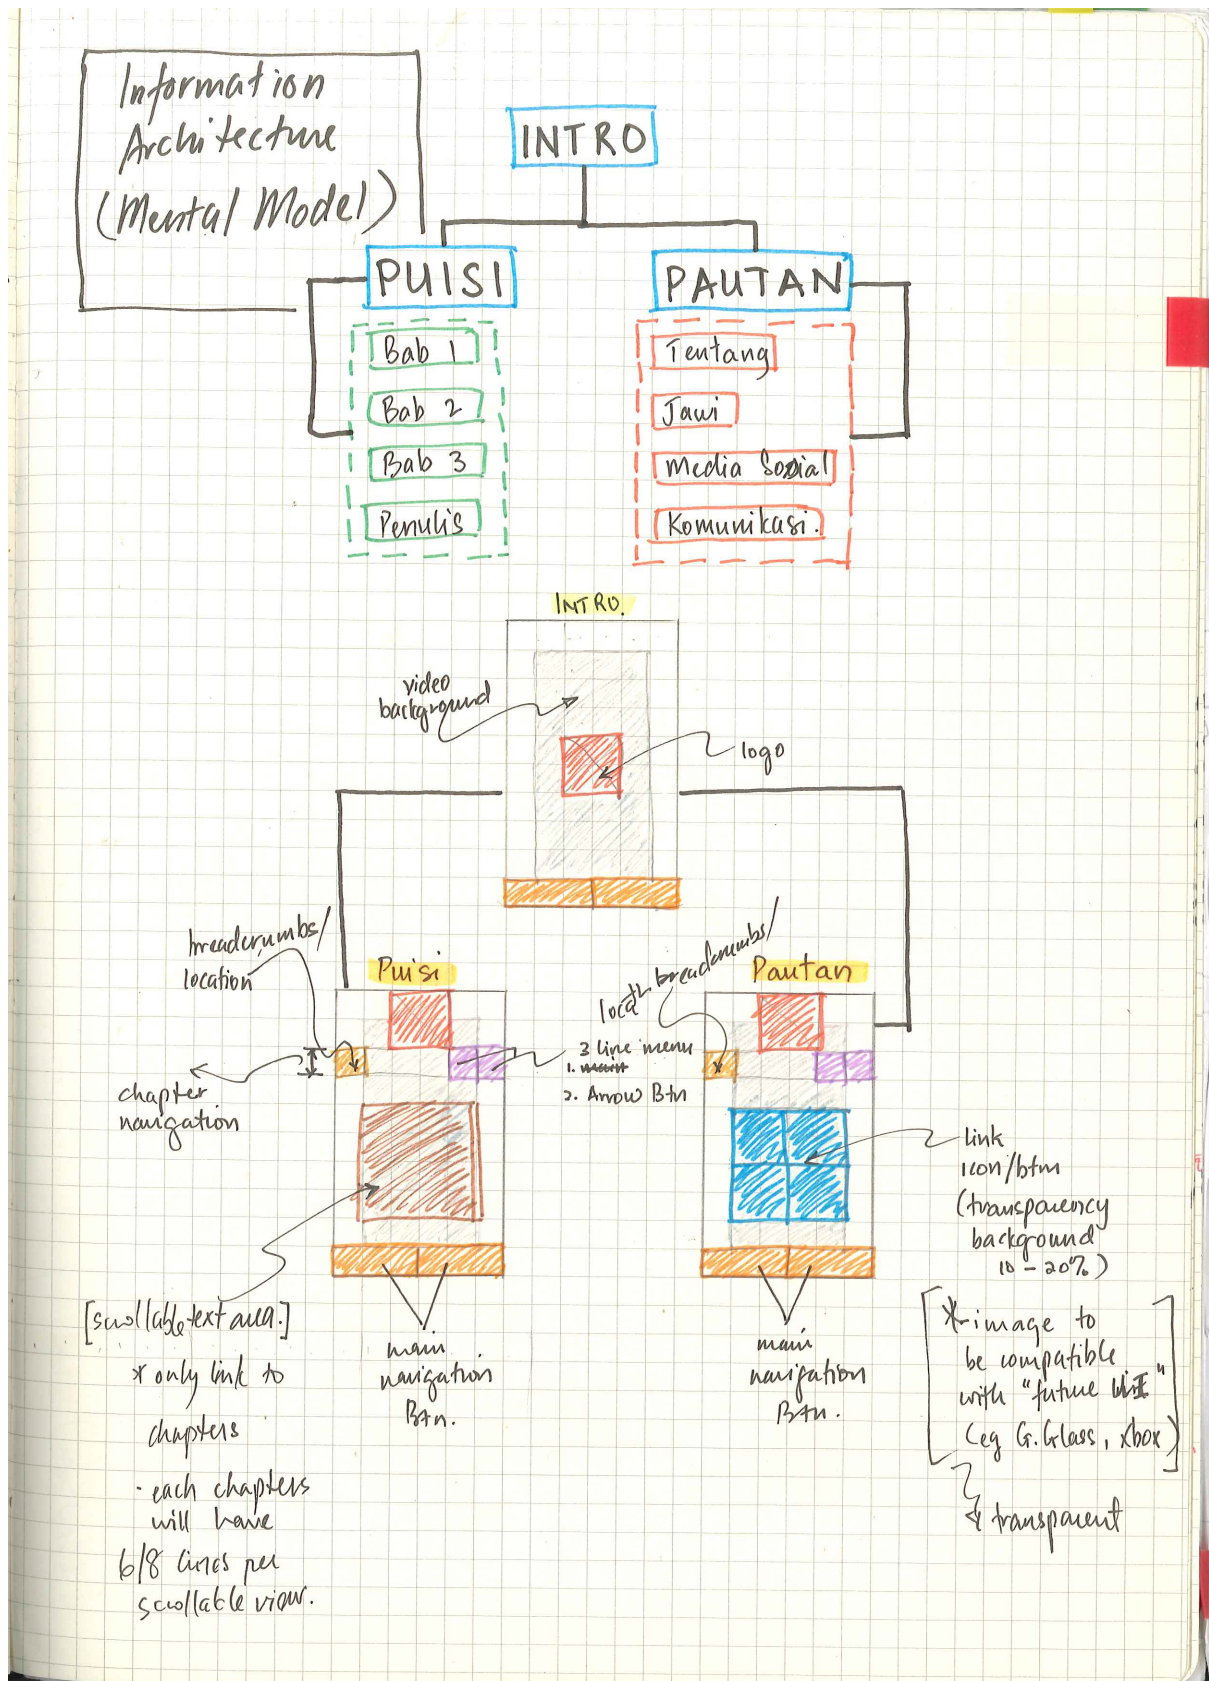 Information
Architecture
(Mental Model)
INTRO
PUISI
Bab 1
Bab 2
Bab 3
Penulis
PAUTAN
Tentang
Jawi
Media Sosial
Komunikasi.
INTRO.
video
background
logo
breadcrumbs/
location
Puisi
chapter
navigation
3 line menu
1.
2. Arrow Btn
breadcrumbs/
Pautan
link
icon/btm
(transparency
background
10-20%)
[scrollable text area.]
* only link to
chapters
· each chapters
will have
6/8 lines per
scrollable view.
main
navigation
Btn.
main
navigation
Btn.
* image to
be compatible
with "future UI"
(eg G.Glass, xbox)
transparent